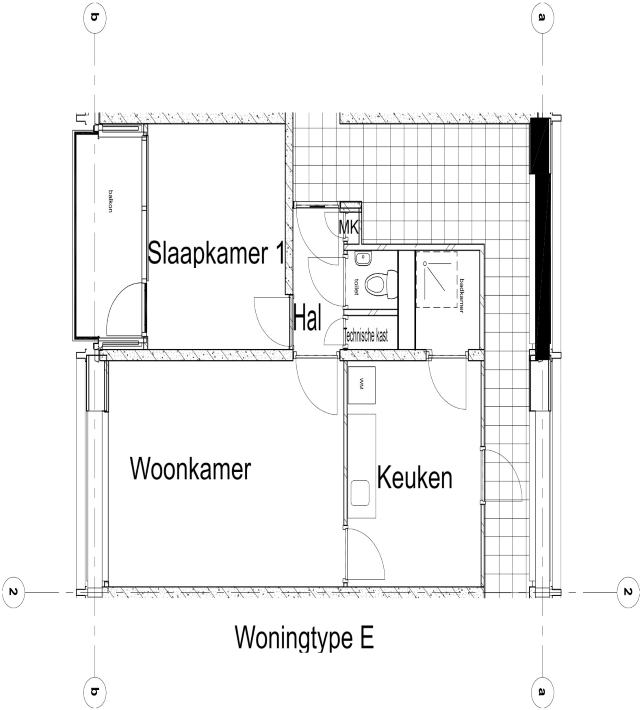 b
a
balkon
MK
Slaapkamer 1
toilet
badkamer
Hal
Technische kast
WM
Woonkamer
Keuken
2
2
Woningtype E
b
a